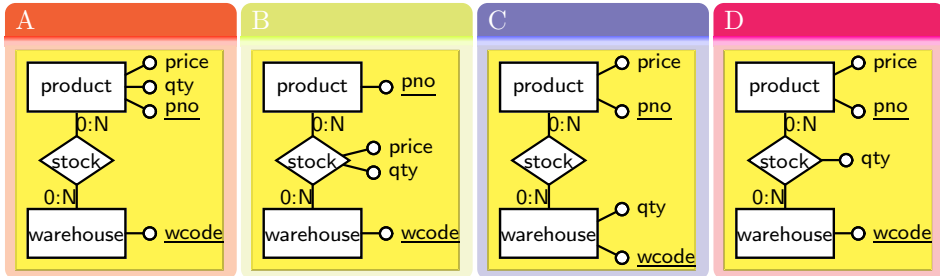 A
price
product
qty
pno
0:N
stock
0:N
warehouse
wcode
B
product
pno
0:N
price
stock
qty
0:N
warehouse
wcode
C
price
product
pno
0:N
stock
0:N
qty
warehouse
wcode
D
price
product
pno
0:N
stock
qty
0:N
warehouse
wcode